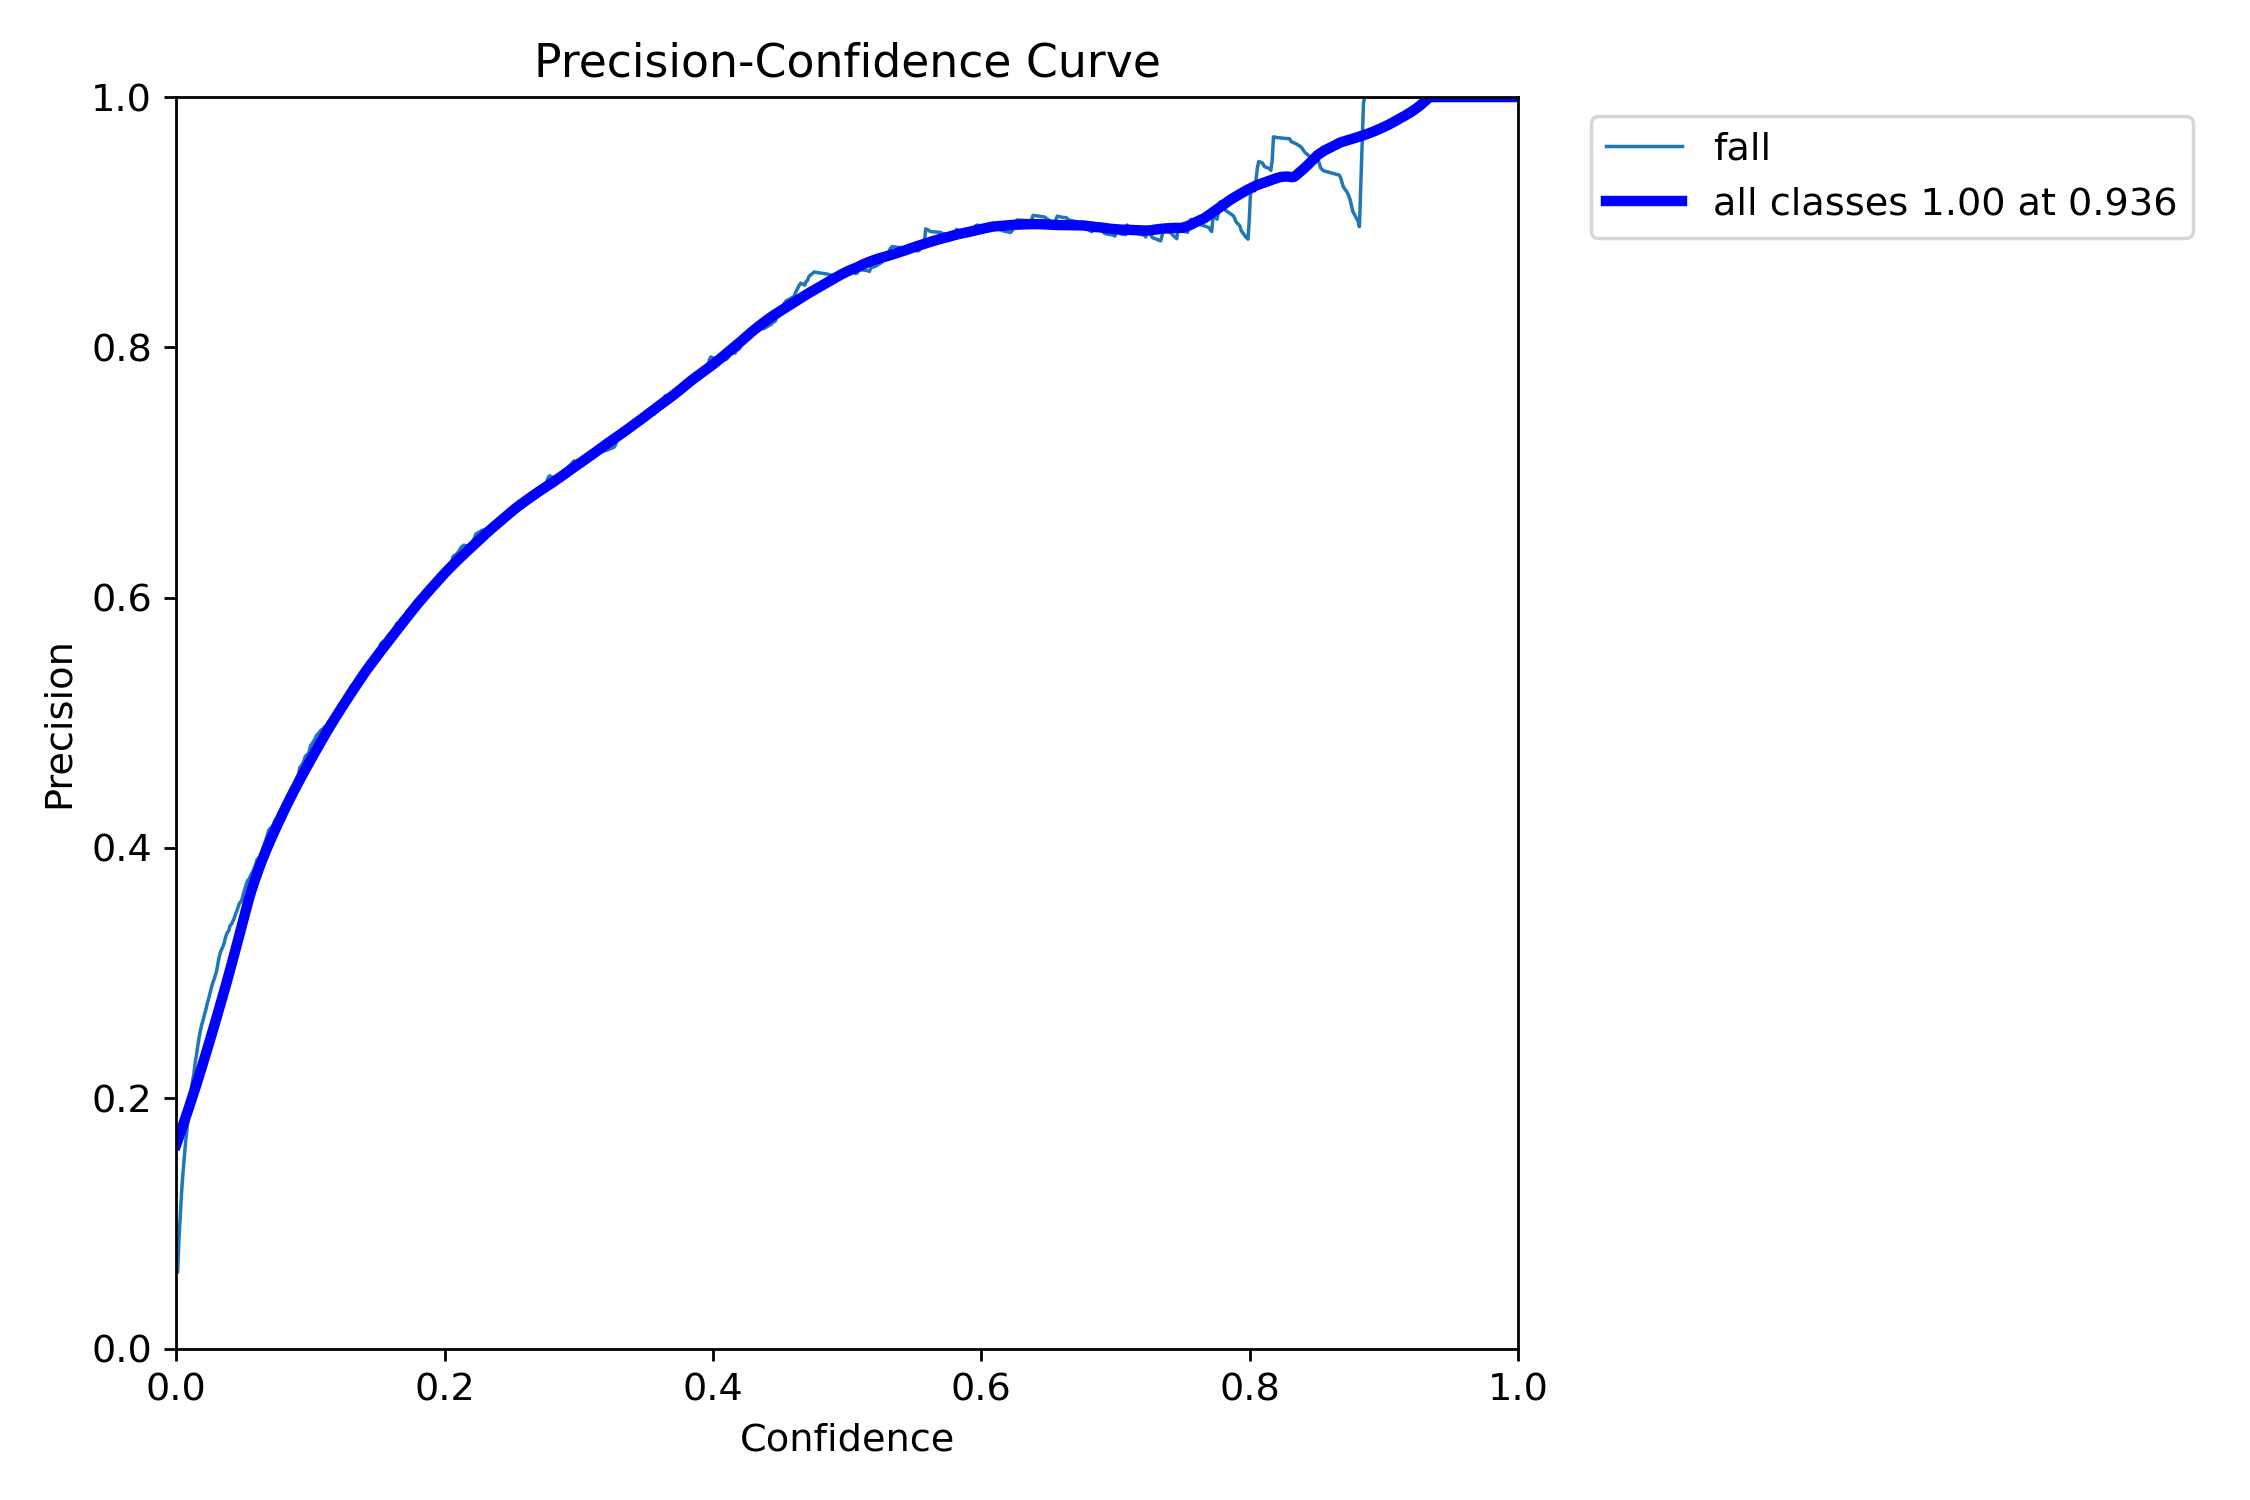 Precision-Confidence Curve
1.0
0.8
0.6
0.4
0.2
0.0
Precision
0.0 0.2 0.4 0.6 0.8 1.0
Confidence
fall
all classes 1.00 at 0.936